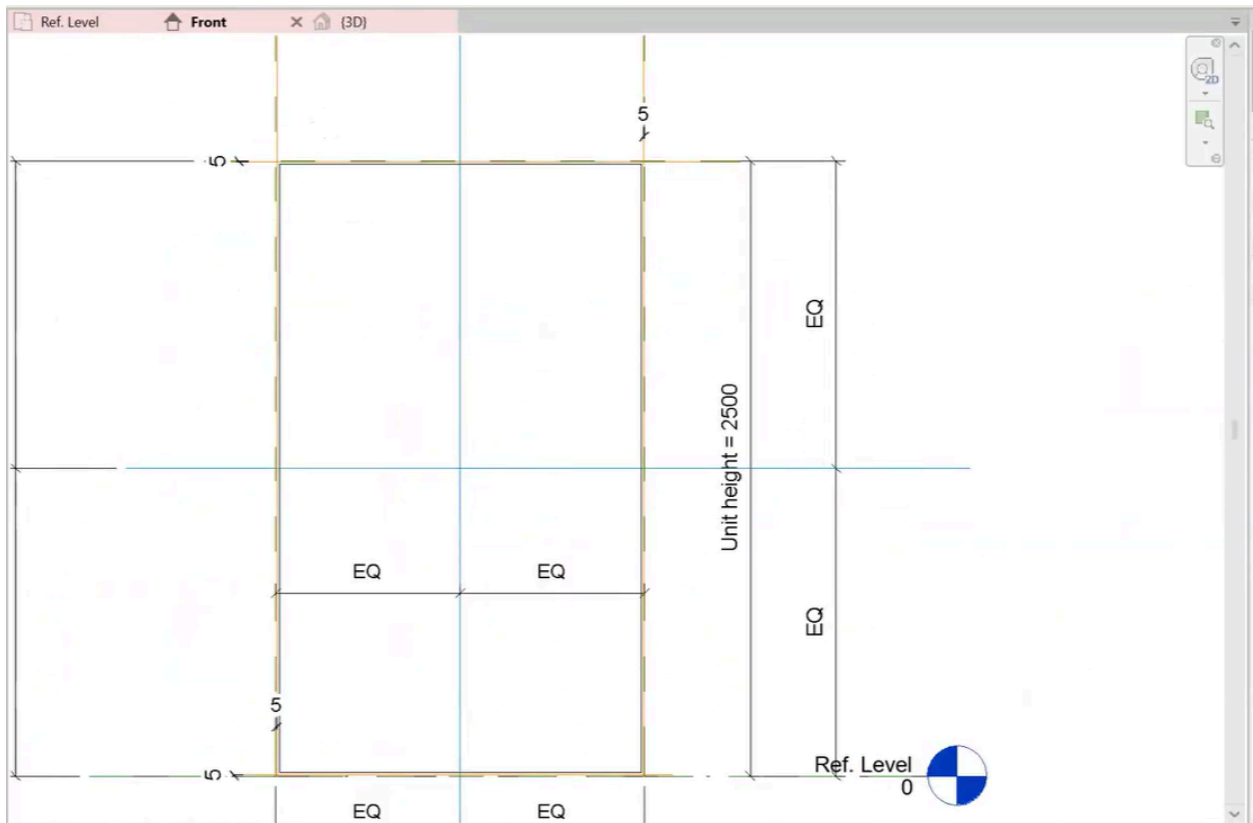 Ref. Level
Front
{3D}
2D
5
5
EQ
Unit height = 2500
EQ EQ
EQ
5
5
Ref. Level
0
EQ EQ